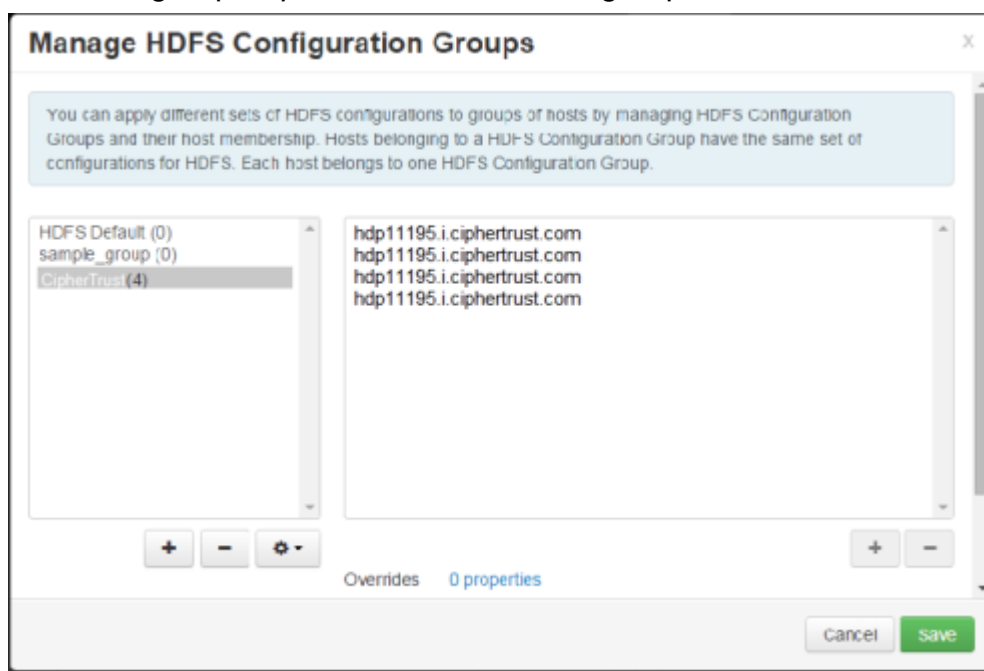 Manage HDFS Configuration Groups
x
You can apply different sets of HDFS configurations to groups of hosts by managing HDFS Configuration
Groups and their host membership. Hosts belonging to a HDFS Configuration Group have the same set of
configurations for HDFS. Each host belongs to one HDFS Configuration Group.
HDFS Default (0)
sample_group (0)
CipherTrust(4)
hdp11195.i.ciphertrust.com
hdp11195.i.ciphertrust.com
hdp11195.i.ciphertrust.com
hdp11195.i.ciphertrust.com
+ −
+ −
Overrides 0 properties
Cancel Save